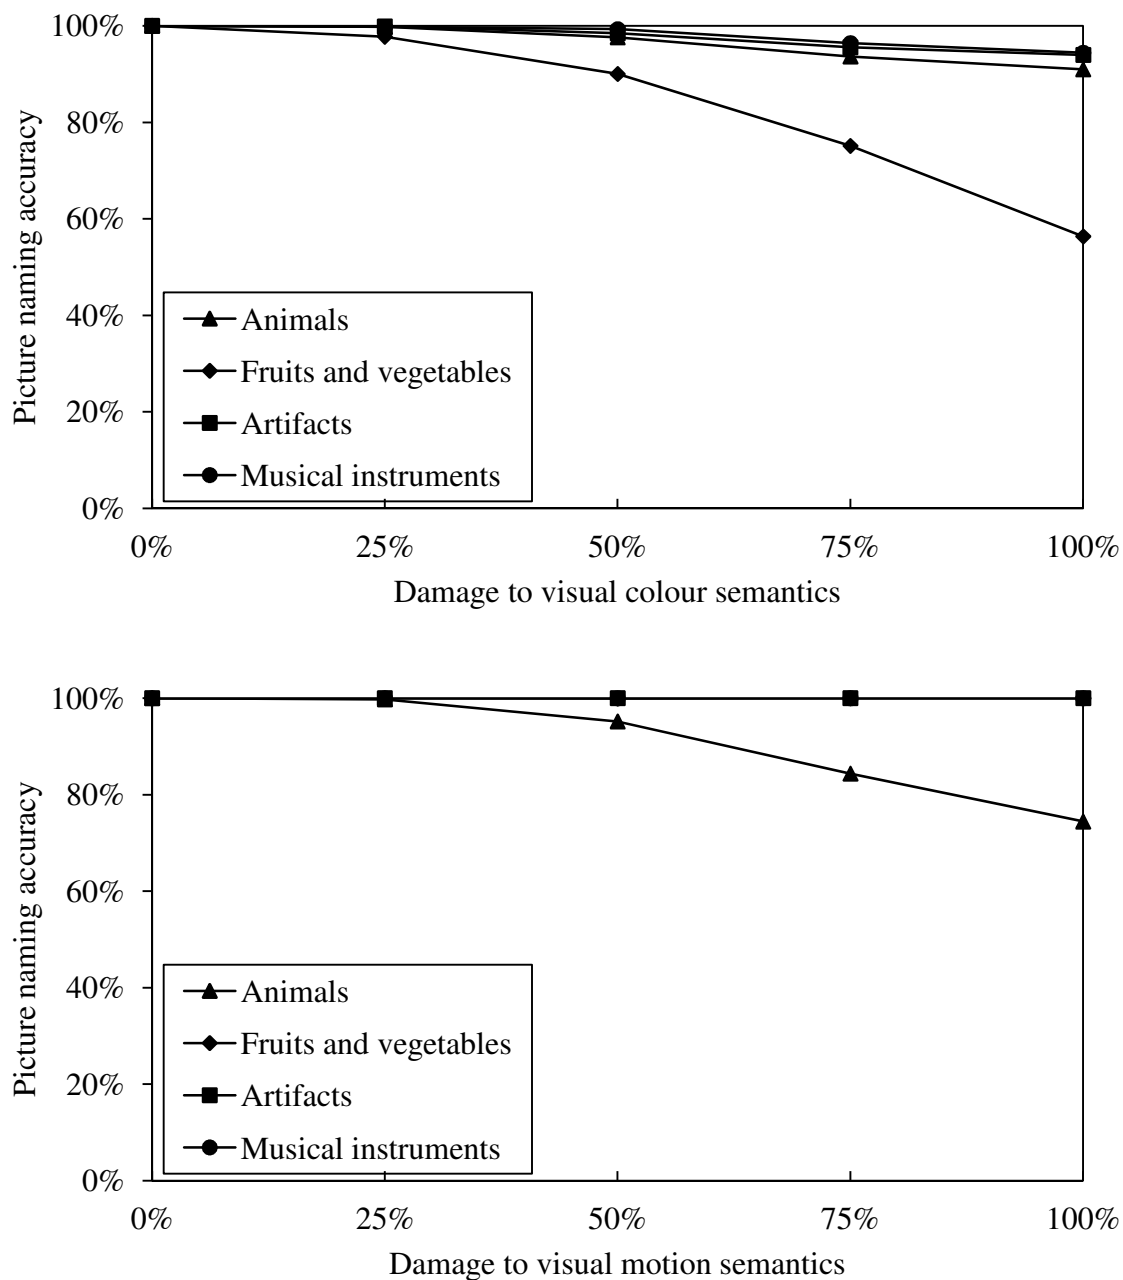 100%
80%
60%
40%
20%
0%
Picture naming accuracy
Animals
Fruits and vegetables
Artifacts
Musical instruments
0% 25% 50% 75% 100%
Damage to visual colour semantics
100%
80%
60%
40%
20%
0%
Picture naming accuracy
Animals
Fruits and vegetables
Artifacts
Musical instruments
0% 25% 50% 75% 100%
Damage to visual motion semantics